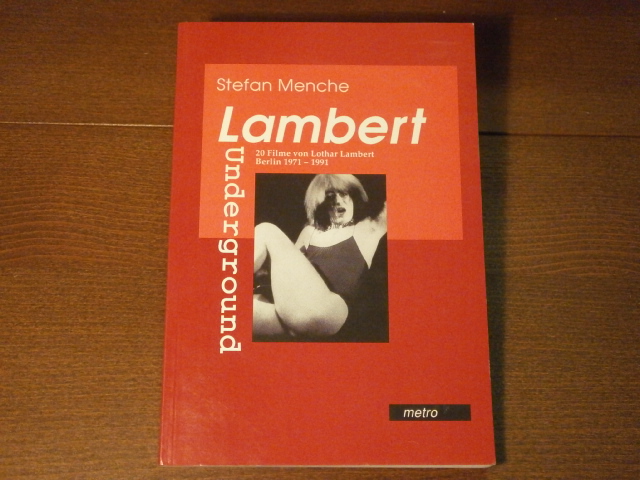 Stefan Menche
Lambert
Underground
20 Filme von Lothar Lambert
Berlin 1971 – 1991
metro